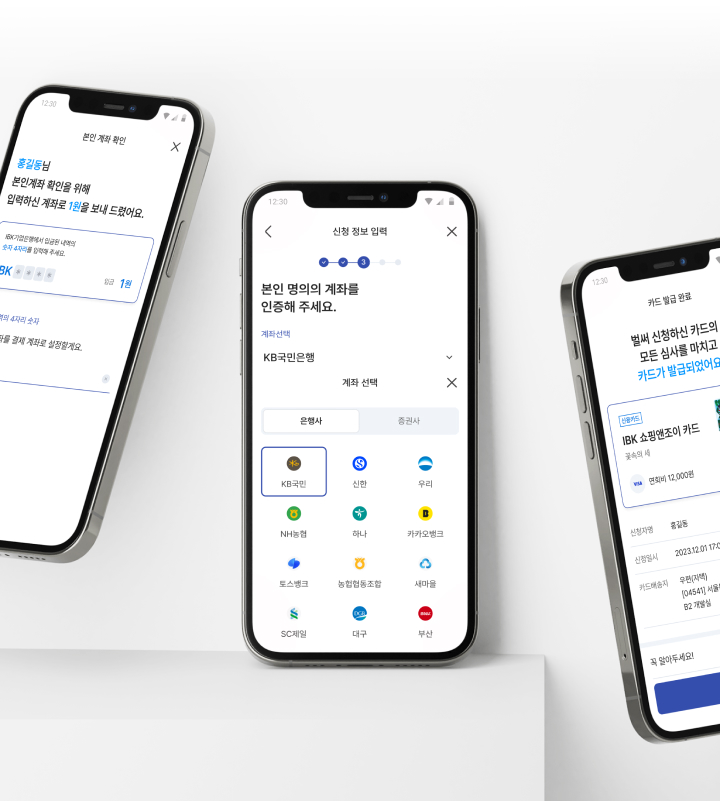 12:30
본인 계좌 확인
홍길동님
본인계좌 확인을 위해
입력하신 계좌로 1원을 보내 드렸어요.
IBK기업은행에서 입금된 내역의
숫자 4자리를 입력해 주세요.
BK
입금 1원
역의 4자리 숫자
좌를 결제 계좌로 설정할게요.
12:30
신청 정보 입력
3
본인 명의의 계좌를
인증해 주세요.
계좌선택
KB국민은행
계좌 선택
은행사 증권사
KB국민 신한 우리
NH농협 하나 카카오뱅크
토스뱅크 농협협동조합 새마을
SC제일 대구 부산
12:30
카드 발급 완료
벌써 신청하신 카드의
모든 심사를 마치고
카드가 발급되었어요
신용카드
IBK 쇼핑앤조이 카드
꽃속의 새
VISA 연회비 12,000원
신청자명 홍길동
신청일시 2023.12.01 17:0
카드배송지 우편(자택)
[04541] 서울
B2 개발실
꼭 알아두세요!